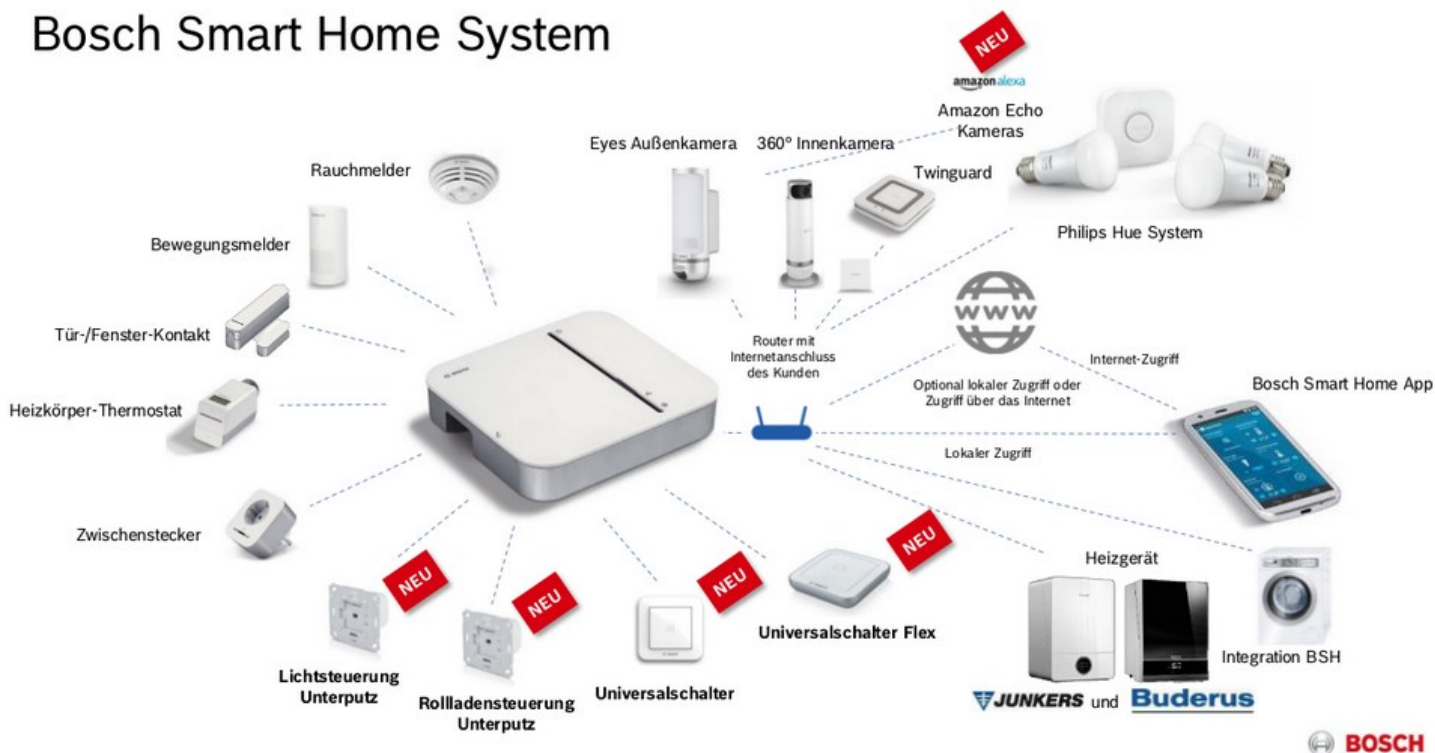 Bosch Smart Home System
NEU
amazon alexa
Amazon Echo
Kameras
Eyes Außenkamera
360° Innenkamera
Twinguard
Philips Hue System
Rauchmelder
Bewegungsmelder
Tür-/Fenster-Kontakt
Heizkörper-Thermostat
Zwischenstecker
Router mit
Internetanschluss
des Kunden
WWW
Internet-Zugriff
Optional lokaler Zugriff oder
Zugriff über das Internet
Bosch Smart Home App
Lokaler Zugriff
NEU
Lichtsteuerung
Unterputz
NEU
Rollladensteuerung
Unterputz
NEU
Universalschalter
NEU
Universalschalter Flex
Heizgerät
JUNKERS und Buderus
Integration BSH
BOSCH